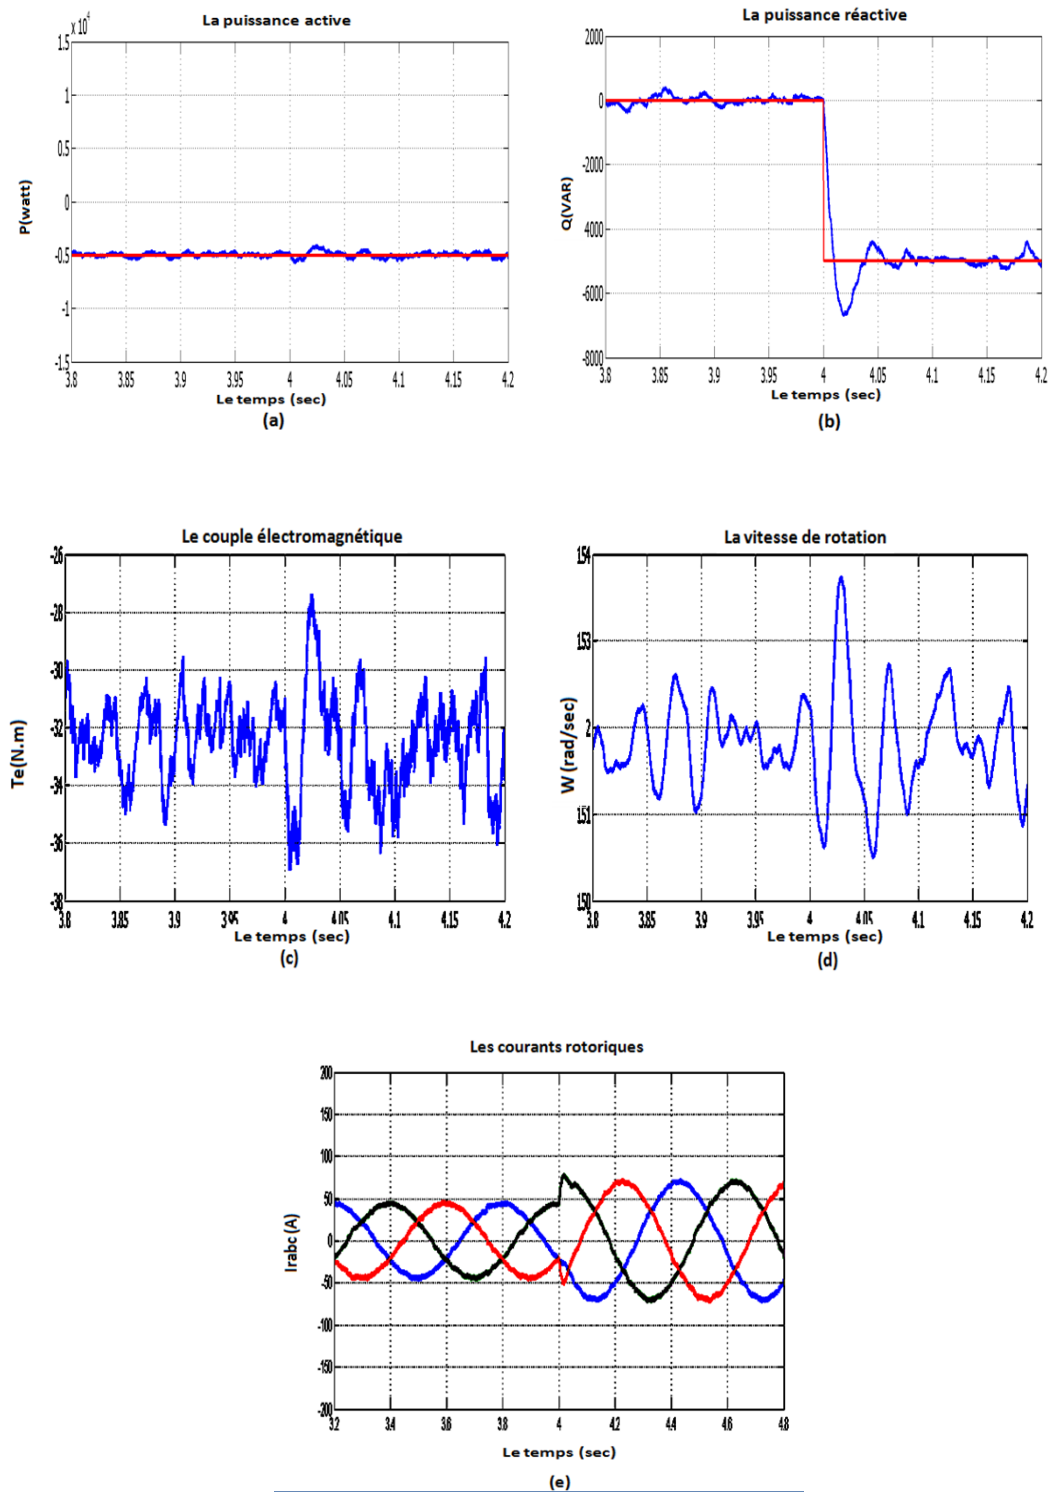 La puissance active
x 10^4
1.5
1
0.5
0
-0.5
-1
-1.5
P(watt)
3.8 3.85 3.9 3.95 4 4.05 4.1 4.15 4.2
Le temps (sec)
(a)
La puissance réactive
2000
0
-2000
-4000
-6000
-8000
Q(VAR)
3.8 3.85 3.9 3.95 4 4.05 4.1 4.15 4.2
Le temps (sec)
(b)
Le couple électromagnétique
-26
-28
-30
-32
-34
-36
-38
Te(N.m)
3.8 3.85 3.9 3.95 4 4.05 4.1 4.15 4.2
Le temps (sec)
(c)
La vitesse de rotation
154
153
2
151
150
W (rad/sec)
3.8 3.85 3.9 3.95 4 4.05 4.1 4.15 4.2
Le temps (sec)
(d)
Les courants rotoriques
200
150
100
50
0
-50
-100
-150
-200
Irabc (A)
3.2 3.4 3.6 3.8 4 4.2 4.4 4.6 4.8
Le temps (sec)
(e)